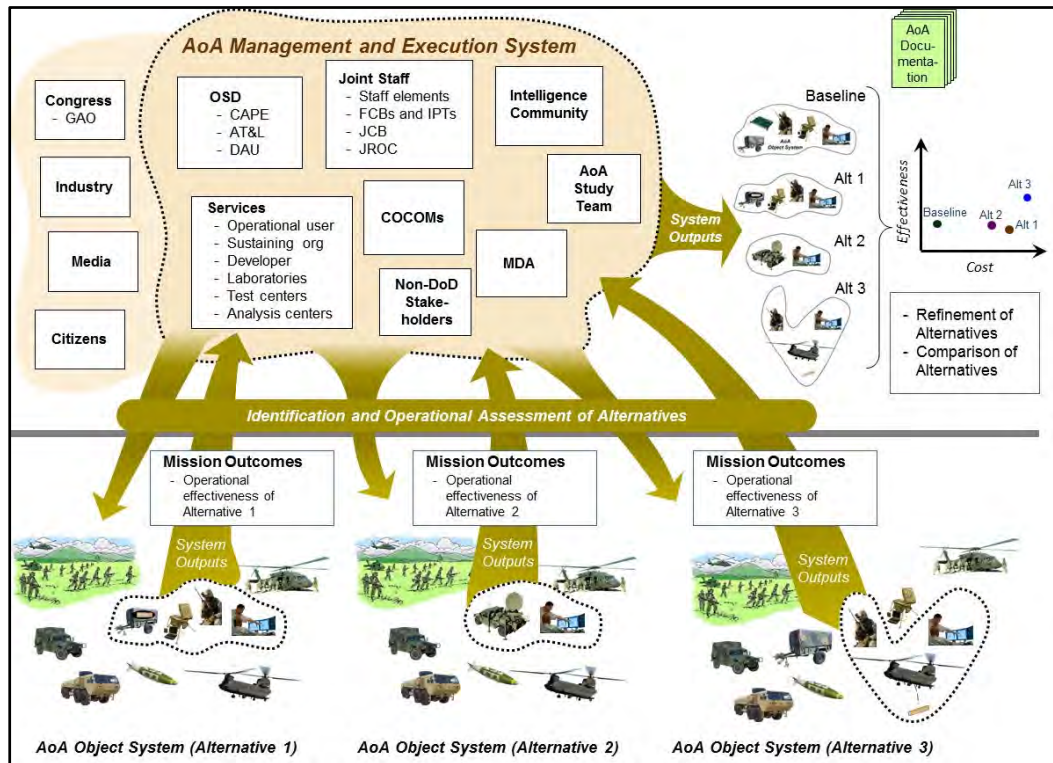 AoA Management and Execution System
Congress
- GAO
Industry
Media
Citizens
OSD
- CAPE
- AT&L
- DAU
Joint Staff
- Staff elements
- FCBs and IPTs
- JCB
- JROC
Intelligence
Community
AoA
Study
Team
Services
- Operational user
- Sustaining org
- Developer
- Laboratories
- Test centers
- Analysis centers
COCOMs
Non-DoD
Stake-
holders
MDA
System
Outputs
Baseline
AoA
Object System
Alt 1
Alt 2
Alt 3
AoA
Docu-
menta-
tion
Effectiveness
Alt 3
Baseline
Alt 2
Alt 1
Cost
- Refinement of
Alternatives
- Comparison of
Alternatives
Identification and Operational Assessment of Alternatives
Mission Outcomes
- Operational
effectiveness of
Alternative 1
Mission Outcomes
- Operational
effectiveness of
Alternative 2
Mission Outcomes
- Operational
effectiveness of
Alternative 3
System
Outputs
System
Outputs
System
Outputs
AoA Object System (Alternative 1)
AoA Object System (Alternative 2)
AoA Object System (Alternative 3)